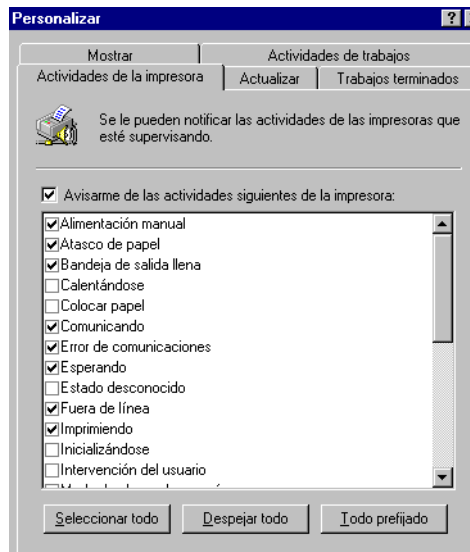 Personalizar
Mostrar
Actividades de trabajos
Actividades de la impresora
Actualizar
Trabajos terminados
Se le pueden notificar las actividades de las impresoras que
esté supervisando.
Avisarme de las actividades siguientes de la impresora:
Alimentación manual
Atasco de papel
Bandeja de salida llena
Calentándose
Colocar papel
Comunicando
Error de comunicaciones
Esperando
Estado desconocido
Fuera de línea
Imprimiendo
Inicializándose
Intervención del usuario
Seleccionar todo
Despejar todo
Todo prefijado